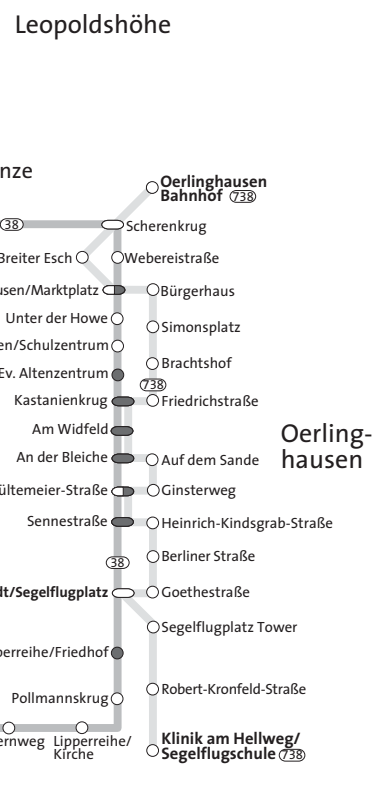 Leopoldshöhe
nze
Oerlinghausen
Bahnhof 738
38
Scherenkrug
Breiter Esch
Webereistraße
usen/Marktplatz
Bürgerhaus
Unter der Howe
Simonsplatz
en/Schulzentrum
Brachtshof
Ev. Altenzentrum
738
Kastanienkrug
Friedrichstraße
Am Widfeld
Oerling-
hausen
An der Bleiche
Auf dem Sande
ültemeier-Straße
Ginsterweg
Sennestraße
Heinrich-Kindsgrab-Straße
38
Berliner Straße
dt/Segelflugplatz
Goethestraße
Segelflugplatz Tower
perreihe/Friedhof
Robert-Kronfeld-Straße
Pollmannskrug
ernweg
Lipperreihe/
Kirche
Klinik am Hellweg/
Segelflugschule 738